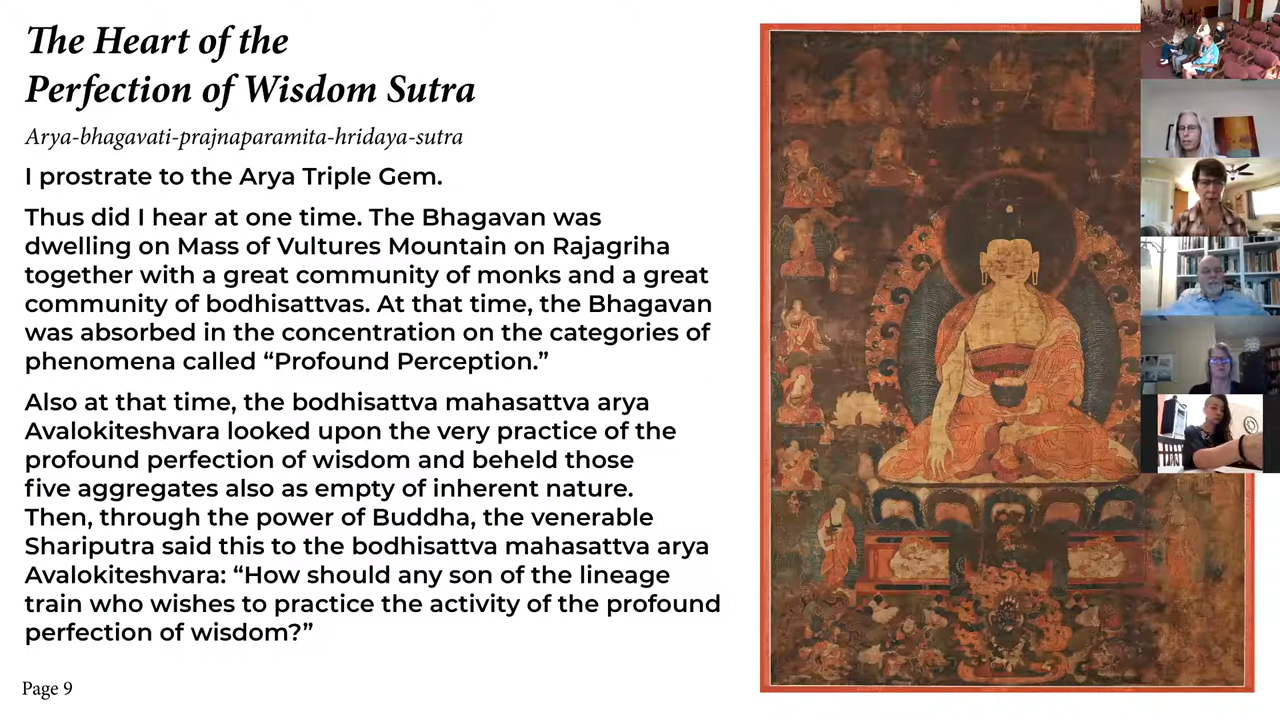 The Heart of the
Perfection of Wisdom Sutra
Arya-bhagavati-prajnaparamita-hridaya-sutra
I prostrate to the Arya Triple Gem.
Thus did I hear at one time. The Bhagavan was
dwelling on Mass of Vultures Mountain on Rajagriha
together with a great community of monks and a great
community of bodhisattvas. At that time, the Bhagavan
was absorbed in the concentration on the categories of
phenomena called “Profound Perception.”
Also at that time, the bodhisattva mahasattva arya
Avalokiteshvara looked upon the very practice of the
profound perfection of wisdom and beheld those
five aggregates also as empty of inherent nature.
Then, through the power of Buddha, the venerable
Shariputra said this to the bodhisattva mahasattva arya
Avalokiteshvara: “How should any son of the lineage
train who wishes to practice the activity of the profound
perfection of wisdom?”
Page 9